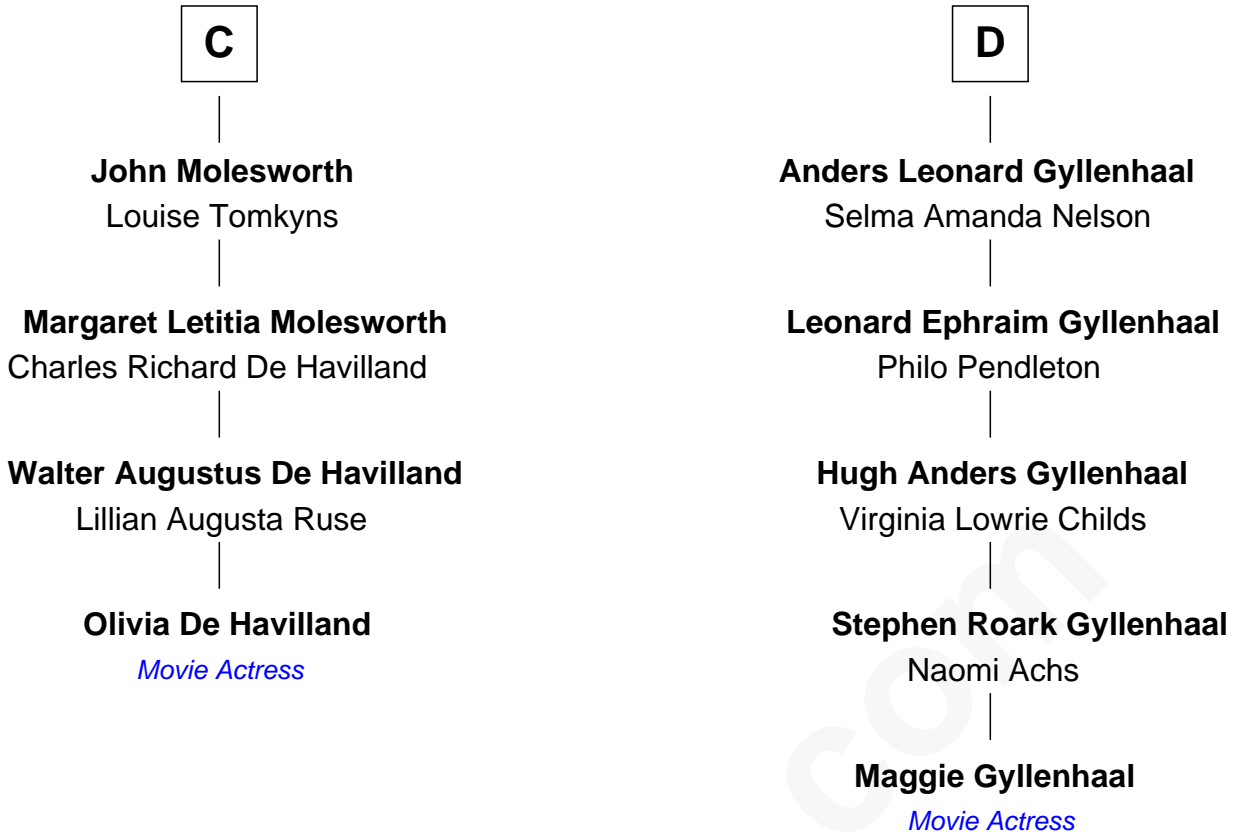 C
John Molesworth
Louise Tomkyns
Margaret Letitia Molesworth
Charles Richard De Havilland
Walter Augustus De Havilland
Lillian Augusta Ruse
Olivia De Havilland
Movie Actress
D
Anders Leonard Gyllenhaal
Selma Amanda Nelson
Leonard Ephraim Gyllenhaal
Philo Pendleton
Hugh Anders Gyllenhaal
Virginia Lowrie Childs
Stephen Roark Gyllenhaal
Naomi Achs
Maggie Gyllenhaal
Movie Actress
com